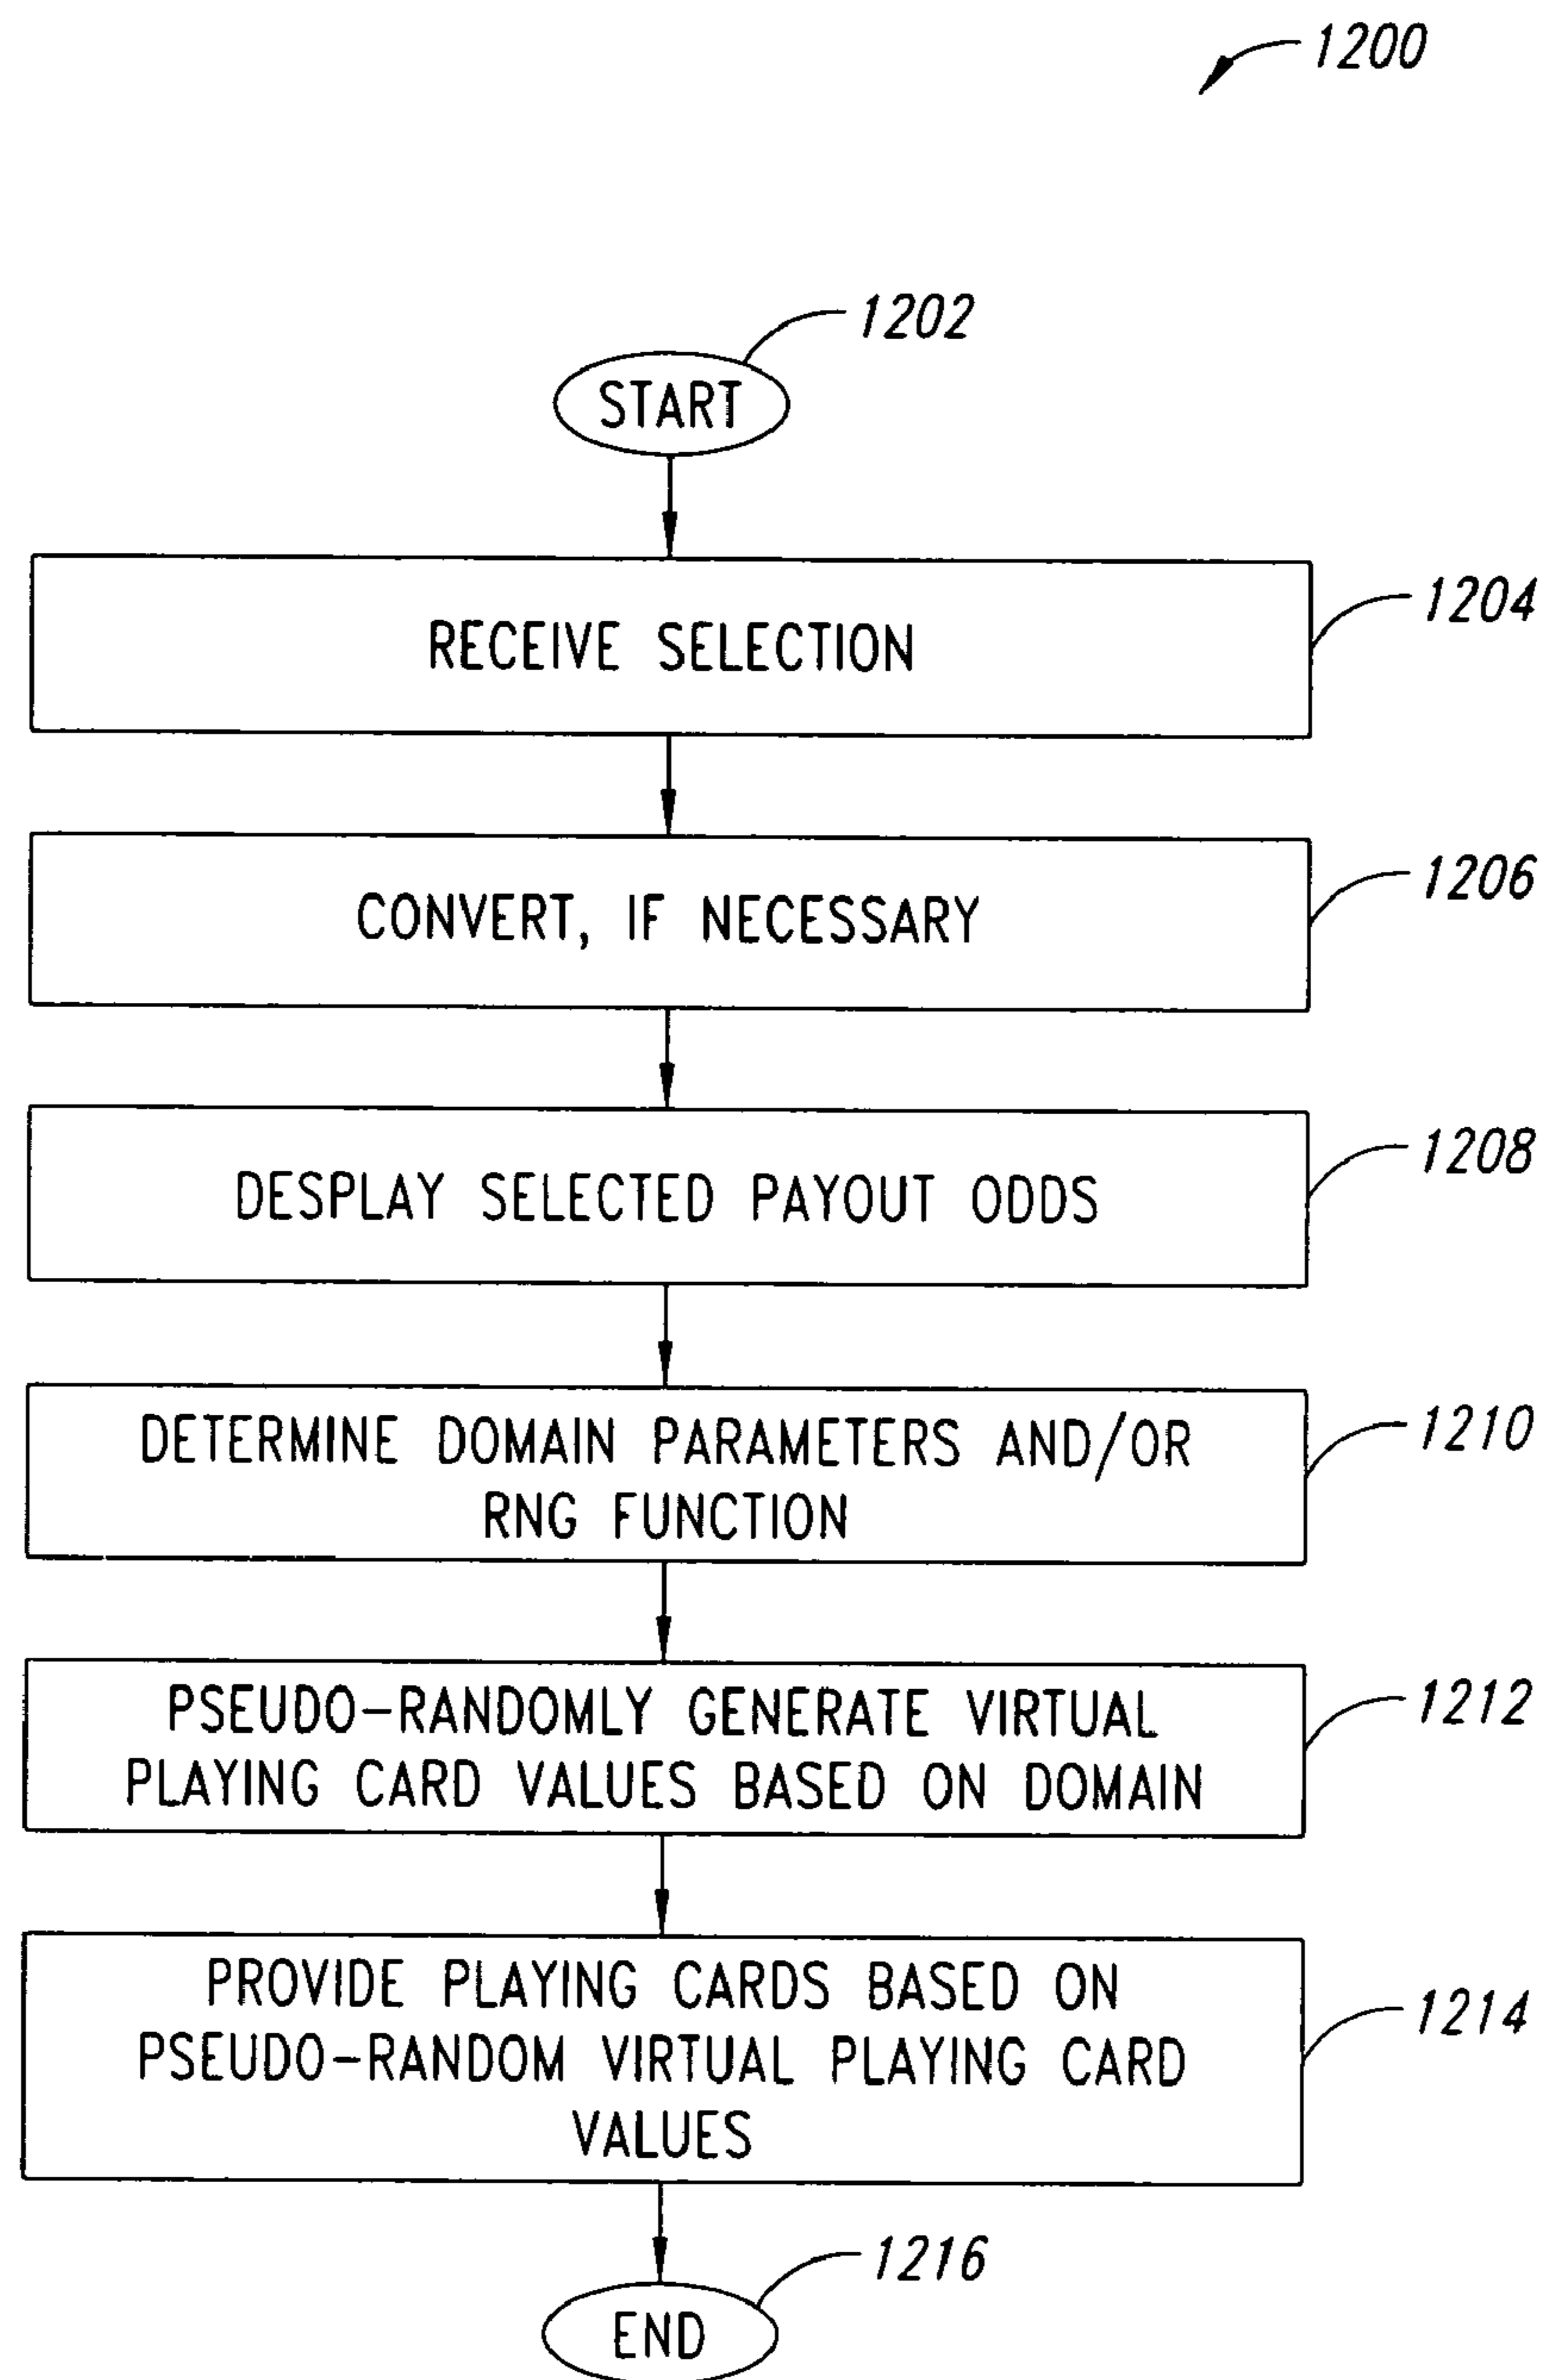 1200
1202
START
RECEIVE SELECTION
1204
CONVERT, IF NECESSARY
1206
DESPLAY SELECTED PAYOUT ODDS
1208
DETERMINE DOMAIN PARAMETERS AND/OR
RNG FUNCTION
1210
PSEUDO-RANDOMLY GENERATE VIRTUAL
PLAYING CARD VALUES BASED ON DOMAIN
1212
PROVIDE PLAYING CARDS BASED ON
PSEUDO-RANDOM VIRTUAL PLAYING CARD
VALUES
1214
1216
END